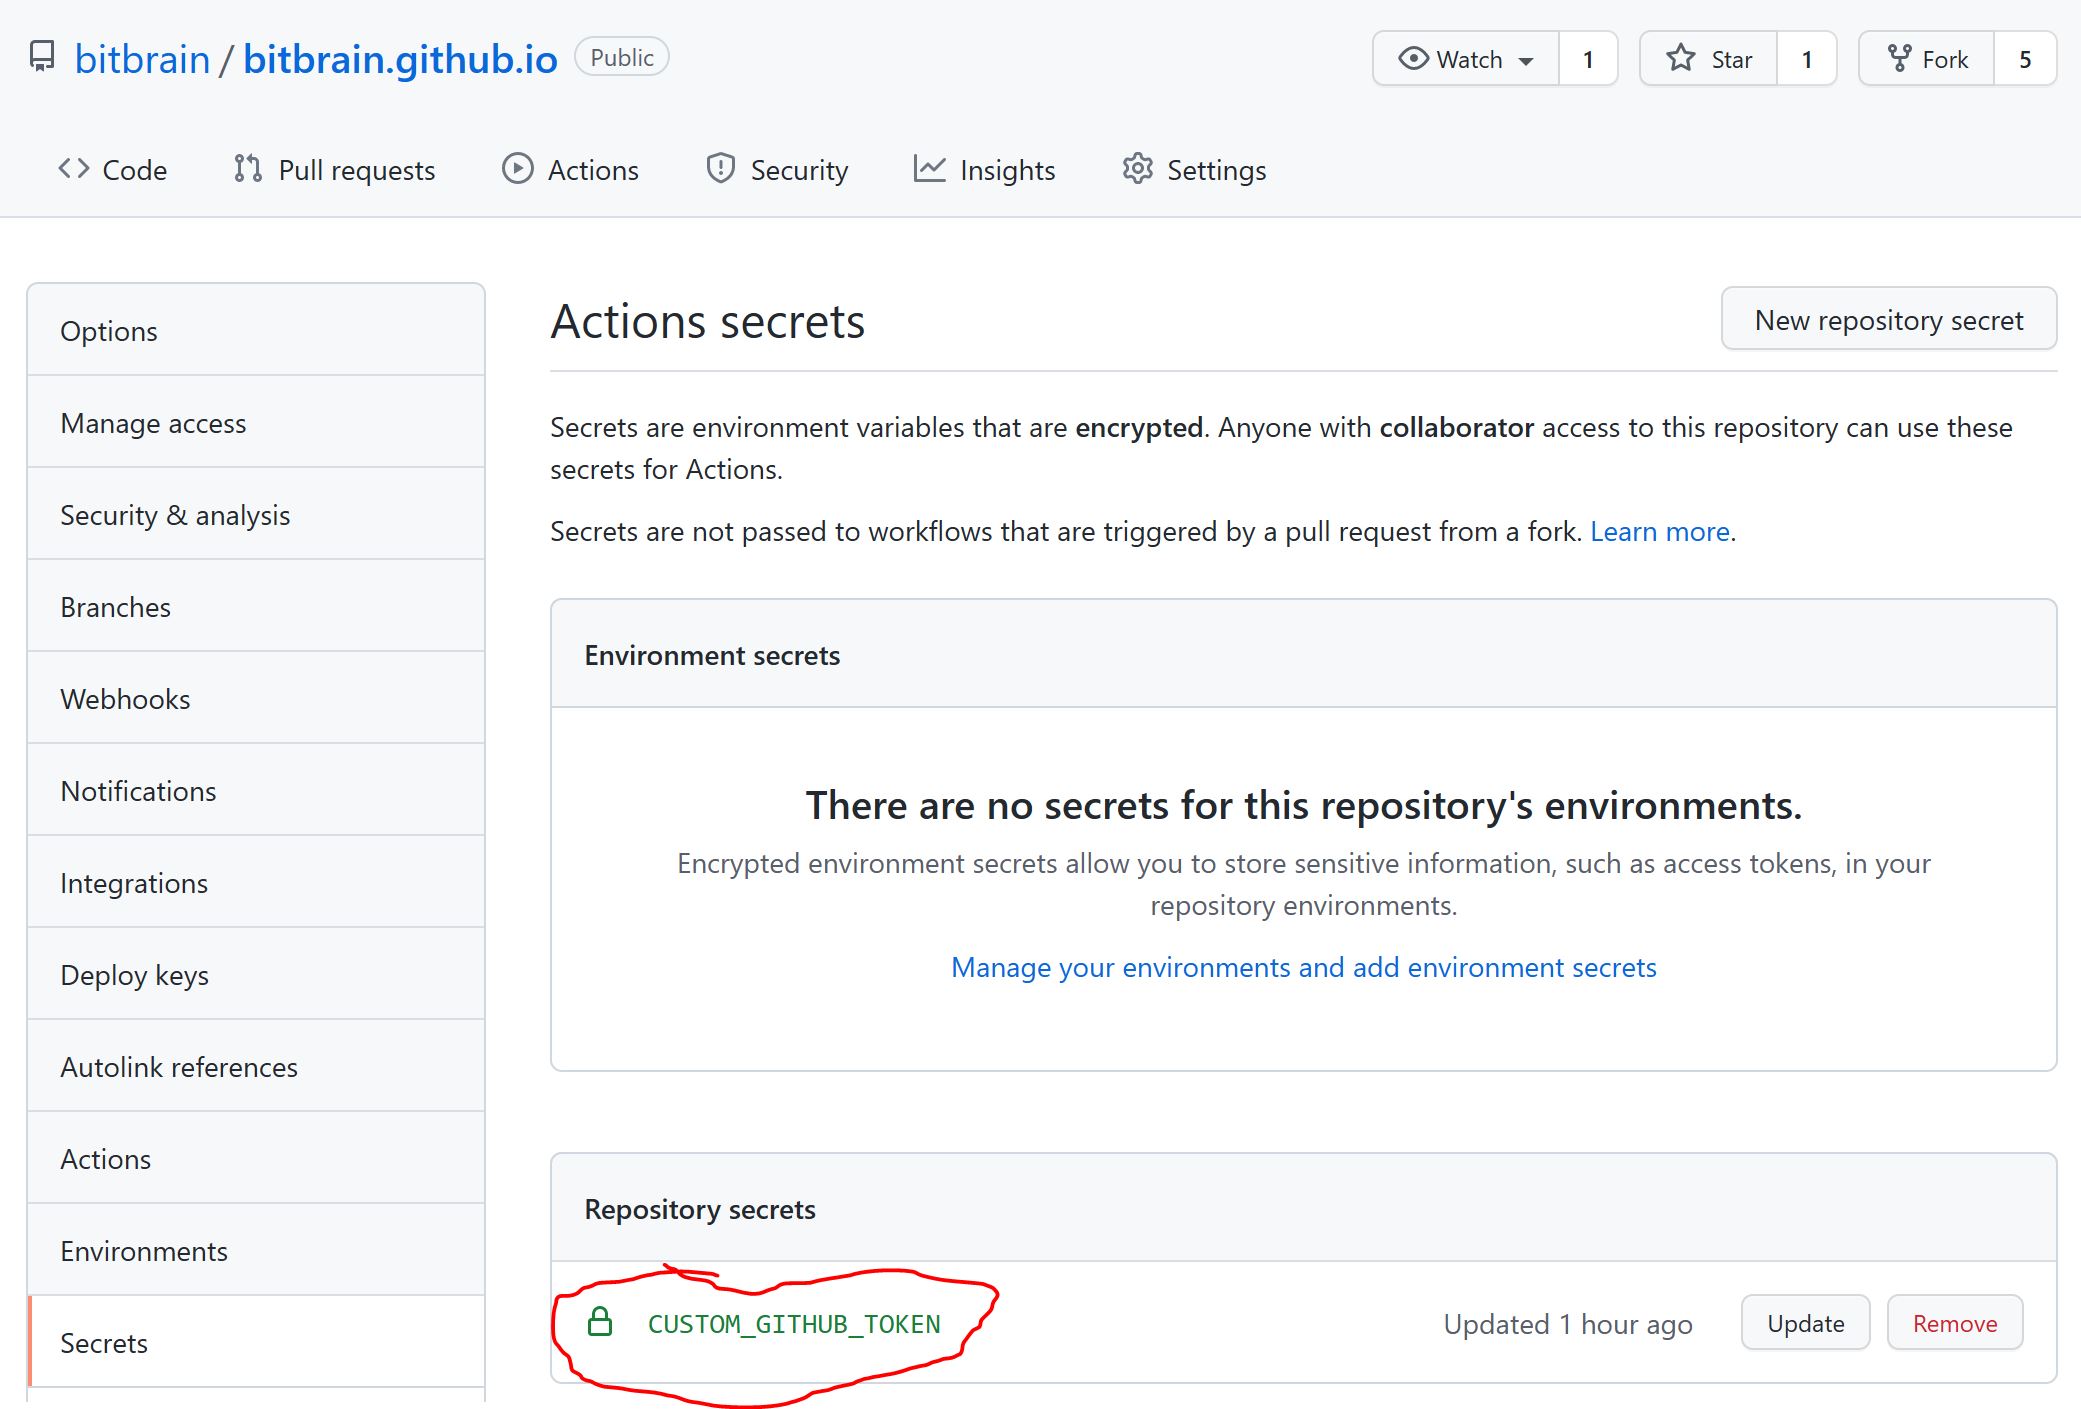 bitbrain / bitbrain.github.io Public
Watch 1 Star 1 Fork 5
Code Pull requests Actions Security Insights Settings
Options
Manage access
Security & analysis
Branches
Webhooks
Notifications
Integrations
Deploy keys
Autolink references
Actions
Environments
Secrets
Actions secrets
New repository secret
Secrets are environment variables that are encrypted. Anyone with collaborator access to this repository can use these
secrets for Actions.
Secrets are not passed to workflows that are triggered by a pull request from a fork. Learn more.
Environment secrets
There are no secrets for this repository's environments.
Encrypted environment secrets allow you to store sensitive information, such as access tokens, in your
repository environments.
Manage your environments and add environment secrets
Repository secrets
CUSTOM_GITHUB_TOKEN Updated 1 hour ago Update Remove